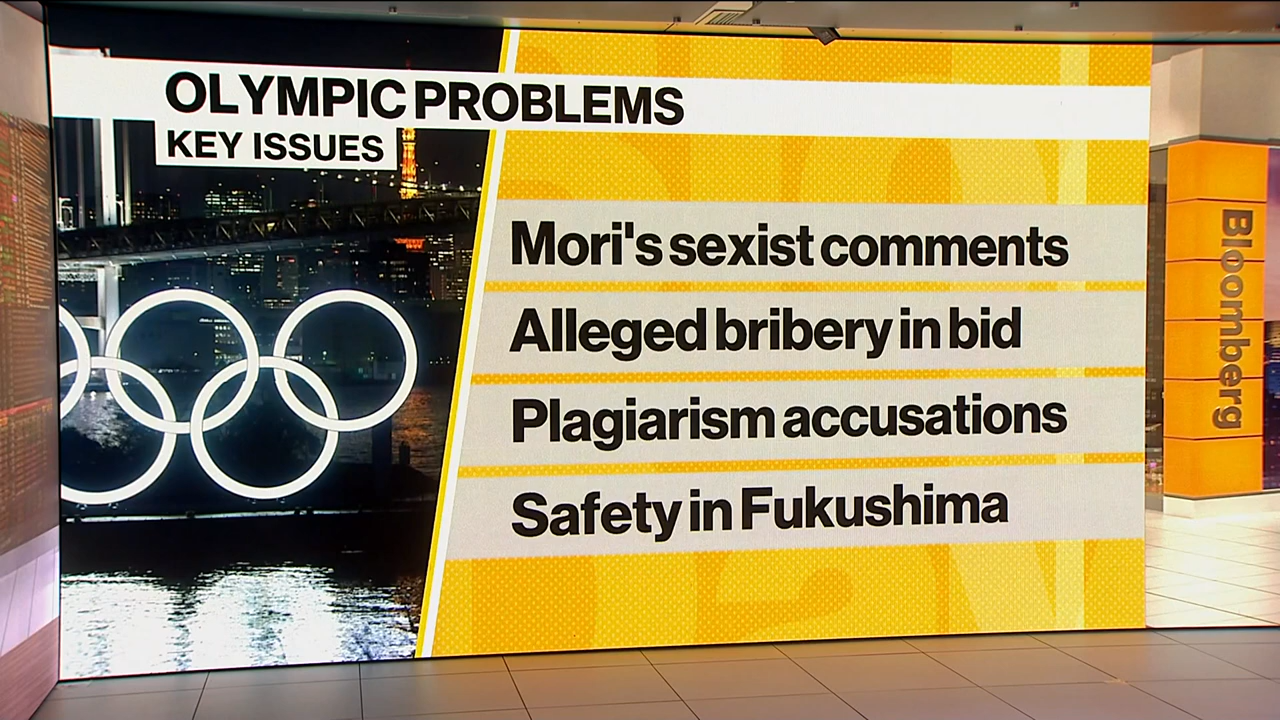 OLYMPIC PROBLEMS
KEY ISSUES
Mori's sexist comments
Alleged bribery in bid
Plagiarism accusations
Safety in Fukushima
Bloomberg